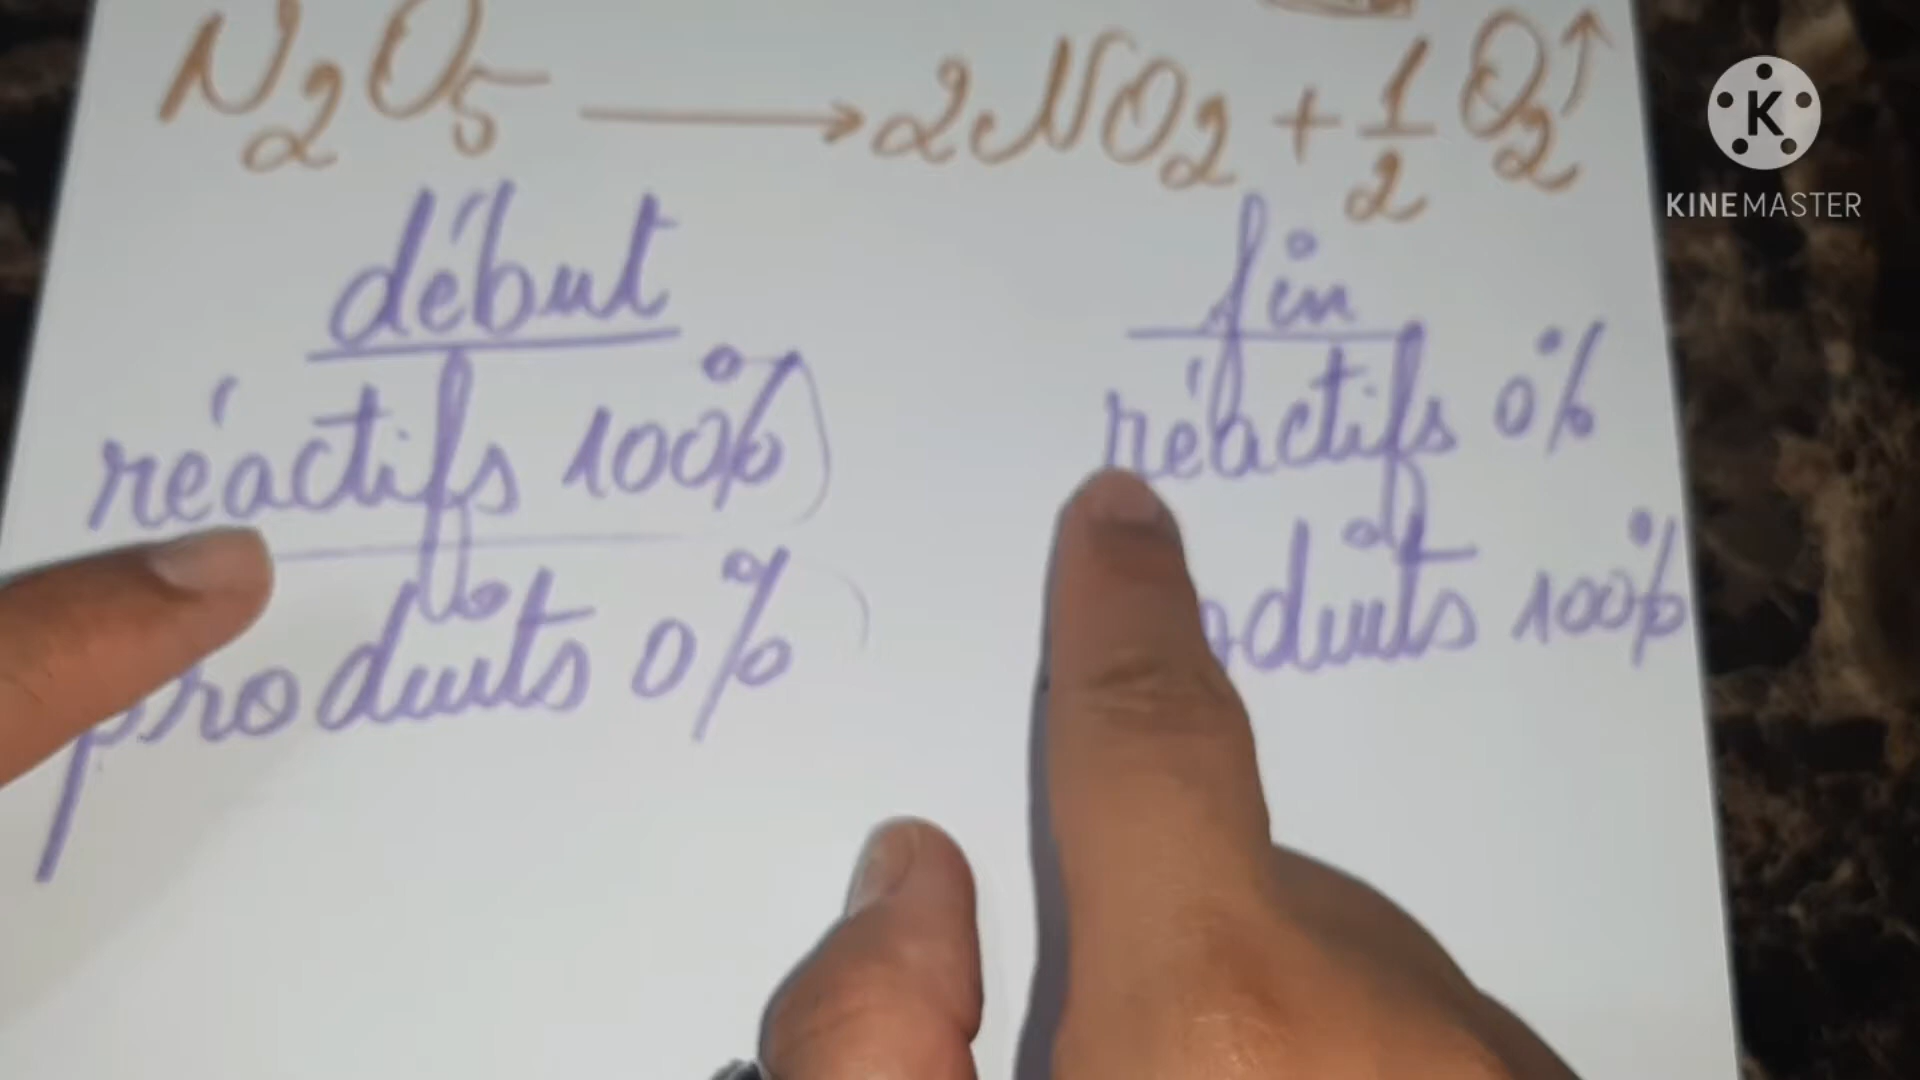 N₂O₅ → 2NO₂ + 1/2 O₂↑
début
réactifs 100%
produits 0%
fin
réactifs 0%
produits 100%
K
KINEMASTER